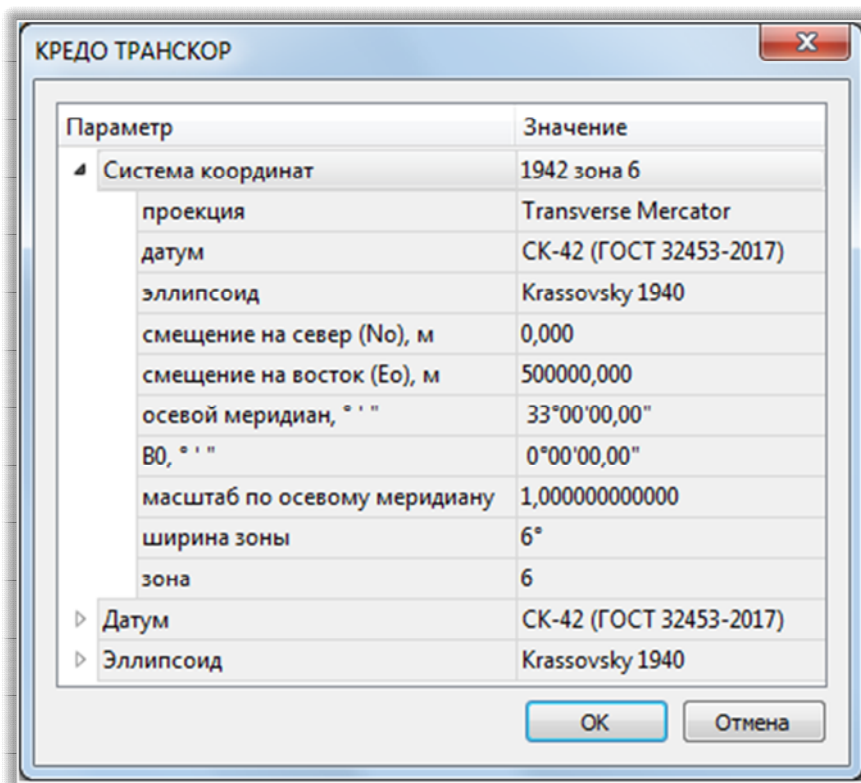 КРЕДО ТРАНСКОР
Параметр Значение
Система координат 1942 зона 6
проекция Transverse Mercator
датум СК-42 (ГОСТ 32453-2017)
эллипсоид Krassovsky 1940
смещение на север (No), м 0,000
смещение на восток (Eo), м 500000,000
осевой меридиан, ° ' " 33°00'00,00"
B0, ° ' " 0°00'00,00"
масштаб по осевому меридиану 1,000000000000
ширина зоны 6°
зона 6
Датум СК-42 (ГОСТ 32453-2017)
Эллипсоид Krassovsky 1940
ОК Отмена